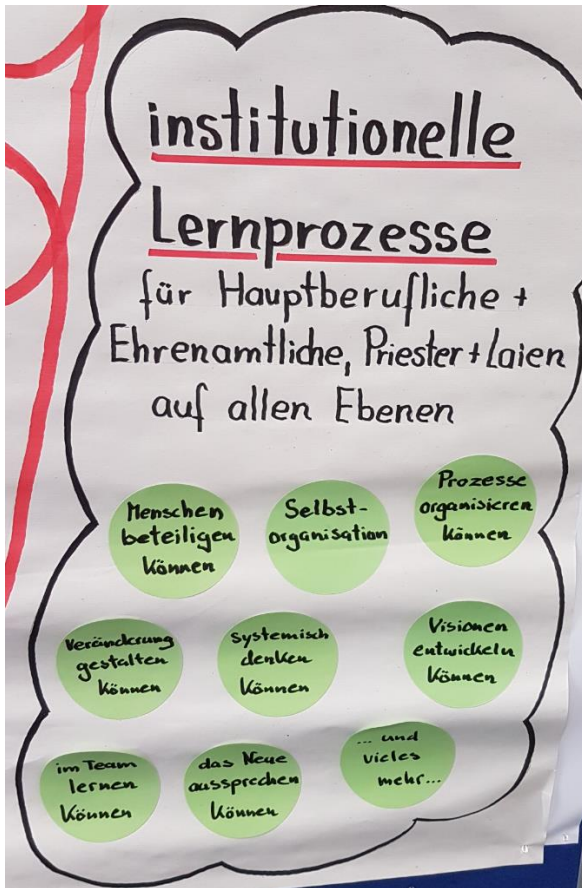 institutionelle
Lernprozesse
für Hauptberufliche +
Ehrenamtliche, Priester + Laien
auf allen Ebenen
Menschen
beteiligen
können
Selbst-
organisation
Prozesse
organisieren
können
Veränderung
gestalten
können
systemisch
denken
können
Visionen
entwickeln
können
im Team
lernen
können
das Neue
aussprechen
können
... und
vieles
mehr...